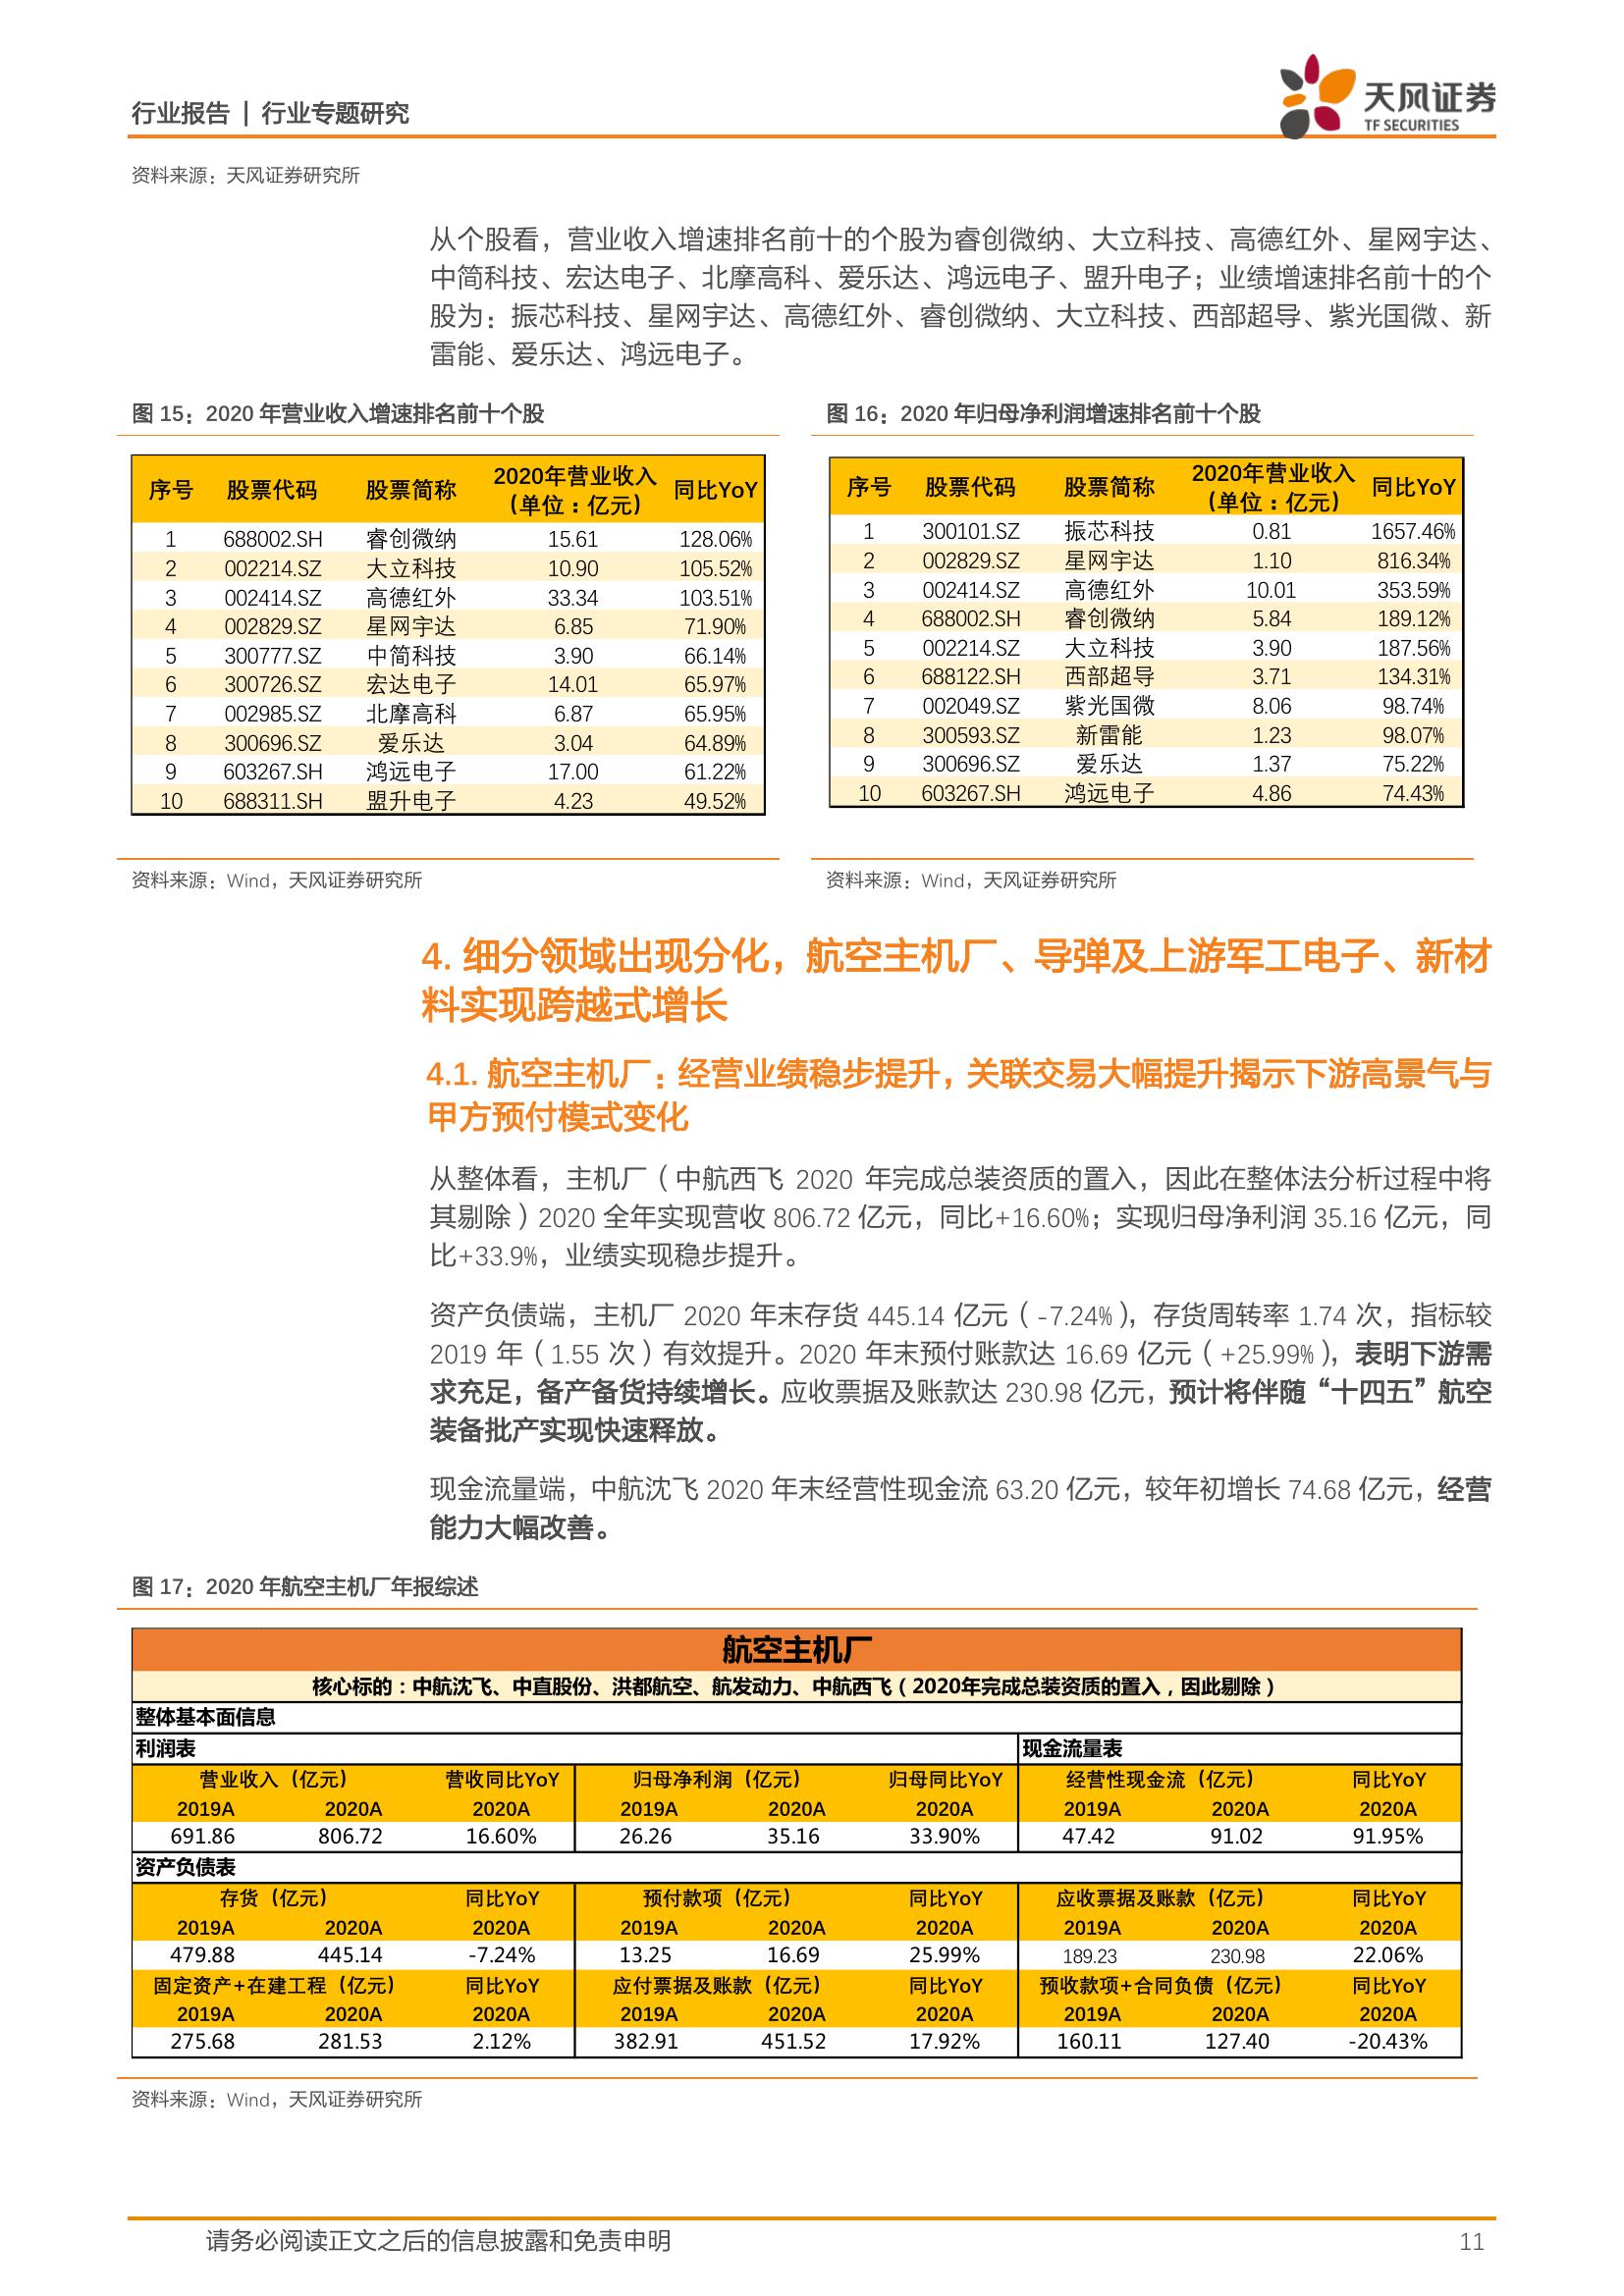 行业报告 | 行业专题研究
天风证券
TF SECURITIES
资料来源：天风证券研究所
从个股看，营业收入增速排名前十的个股为睿创微纳、大立科技、高德红外、星网宇达、
中简科技、宏达电子、北摩高科、爱乐达、鸿远电子、盟升电子；业绩增速排名前十的个
股为：振芯科技、星网宇达、高德红外、睿创微纳、大立科技、西部超导、紫光国微、新
雷能、爱乐达、鸿远电子。
图 15：2020 年营业收入增速排名前十个股
序号 股票代码 股票简称 2020年营业收入（单位：亿元） 同比YoY
1 688002.SH 睿创微纳 15.61 128.06%
2 002214.SZ 大立科技 10.90 105.52%
3 002414.SZ 高德红外 33.34 103.51%
4 002829.SZ 星网宇达 6.85 71.90%
5 300777.SZ 中简科技 3.90 66.14%
6 300726.SZ 宏达电子 14.01 65.97%
7 002985.SZ 北摩高科 6.87 65.95%
8 300696.SZ 爱乐达 3.04 64.89%
9 603267.SH 鸿远电子 17.00 61.22%
10 688311.SH 盟升电子 4.23 49.52%
资料来源：Wind，天风证券研究所
图 16：2020 年归母净利润增速排名前十个股
序号 股票代码 股票简称 2020年营业收入（单位：亿元） 同比YoY
1 300101.SZ 振芯科技 0.81 1657.46%
2 002829.SZ 星网宇达 1.10 816.34%
3 002414.SZ 高德红外 10.01 353.59%
4 688002.SH 睿创微纳 5.84 189.12%
5 002214.SZ 大立科技 3.90 187.56%
6 688122.SH 西部超导 3.71 134.31%
7 002049.SZ 紫光国微 8.06 98.74%
8 300593.SZ 新雷能 1.23 98.07%
9 300696.SZ 爱乐达 1.37 75.22%
10 603267.SH 鸿远电子 4.86 74.43%
资料来源：Wind，天风证券研究所
4. 细分领域出现分化，航空主机厂、导弹及上游军工电子、新材
料实现跨越式增长
4.1. 航空主机厂：经营业绩稳步提升，关联交易大幅提升揭示下游高景气与
甲方预付模式变化
从整体看，主机厂（中航西飞 2020 年完成总装资质的置入，因此在整体法分析过程中将
其剔除）2020 全年实现营收 806.72 亿元，同比+16.60%；实现归母净利润 35.16 亿元，同
比+33.9%，业绩实现稳步提升。
资产负债端，主机厂 2020 年末存货 445.14 亿元（-7.24%），存货周转率 1.74 次，指标较
2019 年（1.55 次）有效提升。2020 年末预付账款达 16.69 亿元（+25.99%），表明下游需
求充足，备产备货持续增长。应收票据及账款达 230.98 亿元，预计将伴随“十四五”航空
装备批产实现快速释放。
现金流量端，中航沈飞 2020 年末经营性现金流 63.20 亿元，较年初增长 74.68 亿元，经营
能力大幅改善。
图 17：2020 年航空主机厂年报综述
航空主机厂
核心标的：中航沈飞、中直股份、洪都航空、航发动力、中航西飞（2020年完成总装资质的置入，因此剔除）
整体基本面信息
利润表 现金流量表
营业收入（亿元） 营收同比YoY 归母净利润（亿元） 归母同比YoY 经营性现金流（亿元） 同比YoY
2019A 2020A 2020A 2019A 2020A 2020A 2019A 2020A 2020A
691.86 806.72 16.60% 26.26 35.16 33.90% 47.42 91.02 91.95%
资产负债表
存货（亿元） 同比YoY 预付款项（亿元） 同比YoY 应收票据及账款（亿元） 同比YoY
2019A 2020A 2020A 2019A 2020A 2020A 2019A 2020A 2020A
479.88 445.14 -7.24% 13.25 16.69 25.99% 189.23 230.98 22.06%
固定资产+在建工程（亿元） 同比YoY 应付票据及账款（亿元） 同比YoY 预收款项+合同负债（亿元） 同比YoY
2019A 2020A 2020A 2019A 2020A 2020A 2019A 2020A 2020A
275.68 281.53 2.12% 382.91 451.52 17.92% 160.11 127.40 -20.43%
资料来源：Wind，天风证券研究所
请务必阅读正文之后的信息披露和免责申明 11